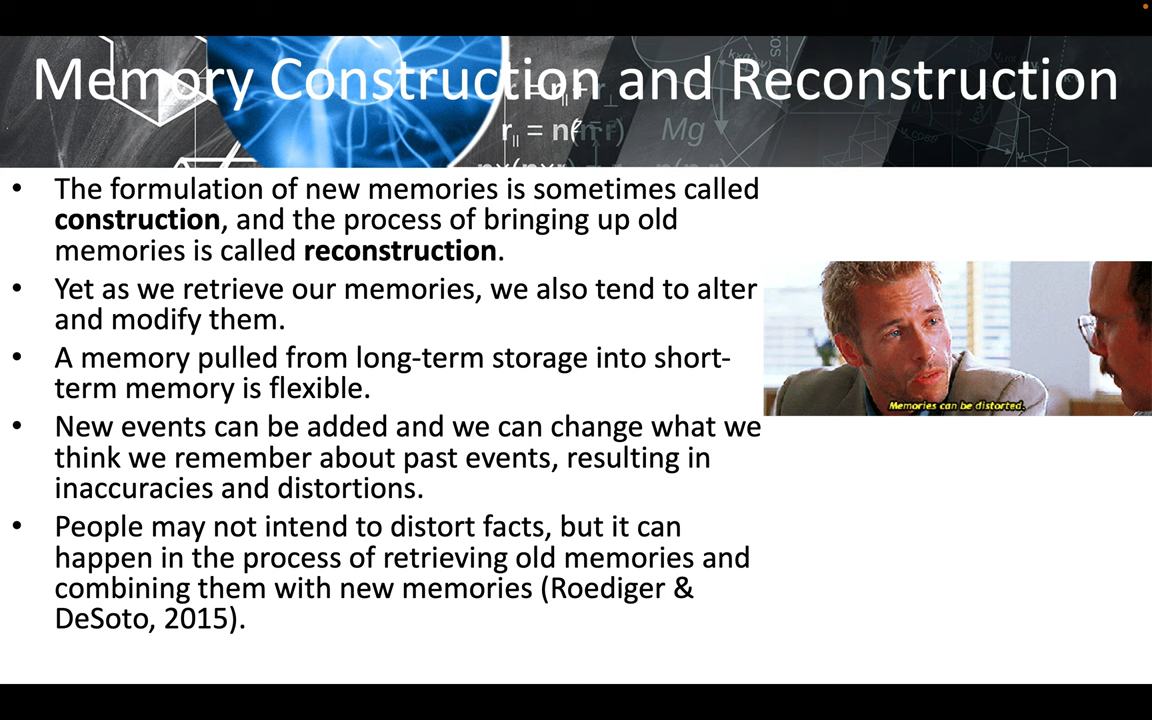 Memory Construction and Reconstruction
r|| = n(n·r) Mg
• The formulation of new memories is sometimes called
construction, and the process of bringing up old
memories is called reconstruction.
• Yet as we retrieve our memories, we also tend to alter
and modify them.
• A memory pulled from long-term storage into short-
term memory is flexible.
• New events can be added and we can change what we
think we remember about past events, resulting in
inaccuracies and distortions.
Memories can be distorted.
• People may not intend to distort facts, but it can
happen in the process of retrieving old memories and
combining them with new memories (Roediger &
DeSoto, 2015).